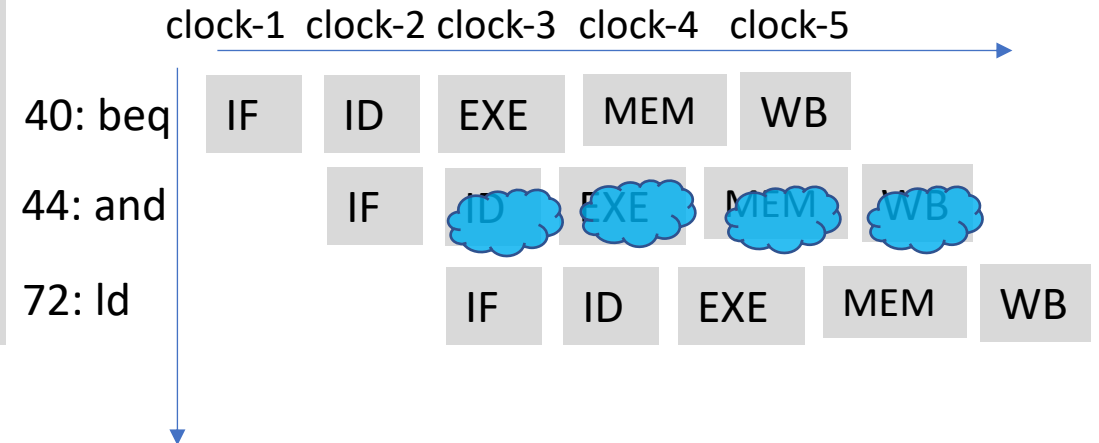 clock-1 clock-2 clock-3 clock-4 clock-5
40: beq IF ID EXE MEM WB
44: and IF ID EXE MEM WB
72: ld IF ID EXE MEM WB